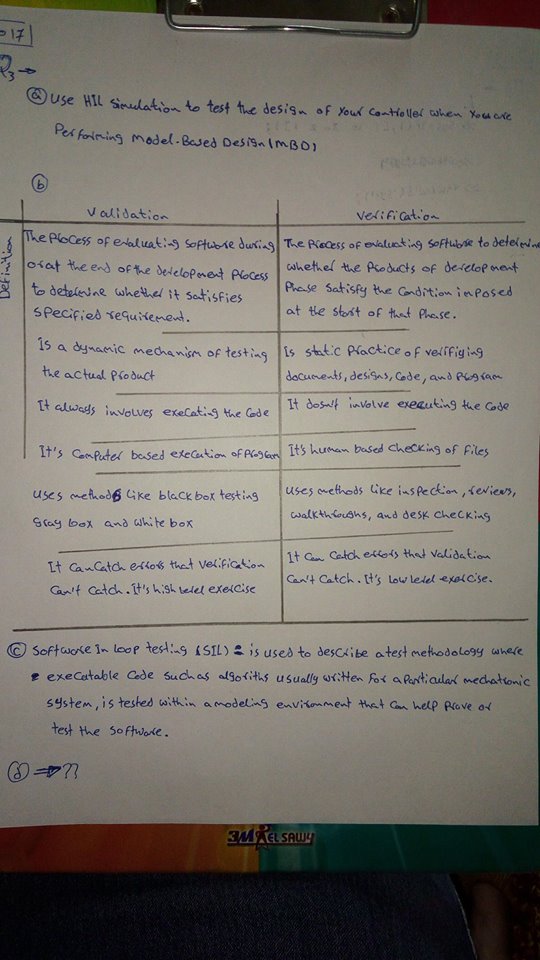 017
Q3 →
(a) Use HIL simulation to test the design of Your Controller when You are
Performing Model-Based Design (MBD)
(b)
Validation
Verification
Definition
The Process of evaluating software during
or at the end of the development Process
to determine whether it satisfies
specified requirement.
The Process of evaluating software to determine
whether the Products of development
Phase satisfy the Condition imposed
at the start of that Phase.
Is a dynamic mechanism of testing
the actual Product
Is static Practice of verifiying
documents, designs, Code, and Program
It always involves execating the Code
It doesn't involve executing the Code
It's Computer based execution of Program
It's human based checking of files
Uses methods like black box testing
gray box and white box
Uses methods like inspection, reviews,
walkthroughs, and desk checking
It Can Catch errors that Verification
Can't Catch. It's high level exercise
It Can Catch errors that Validation
Can't Catch. It's low level exercise.
(c) Software In loop testing (SIL) = is used to describe a test methodology where
execatable Code such as algoriths usually written for a Particular mechatronic
system, is tested within a modeling environment that can help Prove or
test the Software.
(d) ⇒ ??
3M EL SAWY